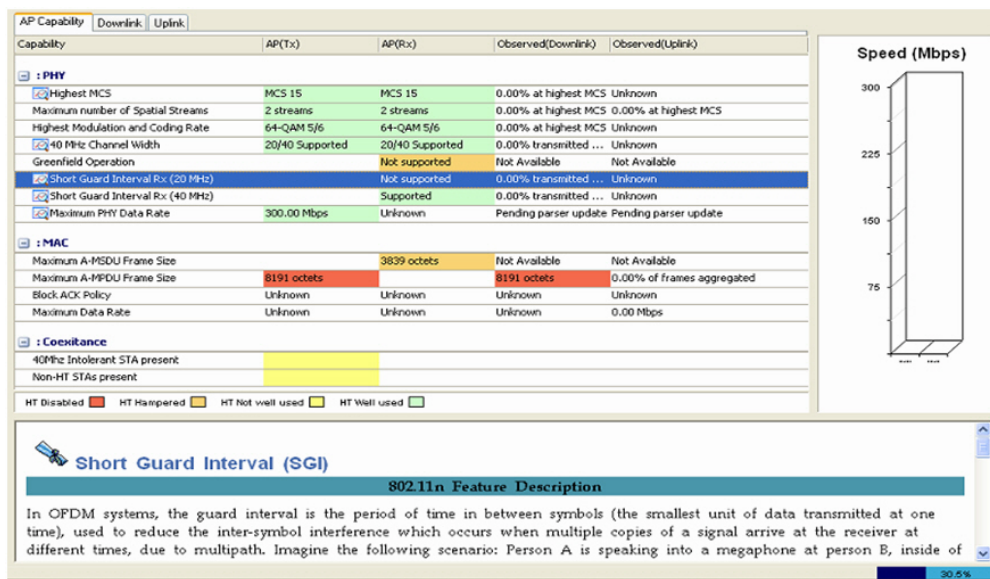 AP Capability Downlink Uplink
Capability AP(Tx) AP(Rx) Observed(Downlink) Observed(Uplink)
: PHY
Highest MCS MCS 15 MCS 15 0.00% at highest MCS Unknown
Maximum number of Spatial Streams 2 streams 2 streams 0.00% at highest MCS 0.00% at highest MCS
Highest Modulation and Coding Rate 64-QAM 5/6 64-QAM 5/6 0.00% at highest MCS Unknown
40 MHz Channel Width 20/40 Supported 20/40 Supported 0.00% transmitted ... Unknown
Greenfield Operation Not supported Not Available Not Available
Short Guard Interval Rx (20 MHz) Not supported 0.00% transmitted ... Unknown
Short Guard Interval Rx (40 MHz) Supported 0.00% transmitted ... Unknown
Maximum PHY Data Rate 300.00 Mbps Unknown Pending parser update Pending parser update
: MAC
Maximum A-MSDU Frame Size 3839 octets Not Available Not Available
Maximum A-MPDU Frame Size 8191 octets 8191 octets 0.00% of frames aggregated
Block ACK Policy Unknown Unknown Unknown Unknown
Maximum Data Rate Unknown Unknown Unknown 0.00 Mbps
: Coexitance
40Mhz Intolerant STA present
Non-HT STAs present
HT Disabled HT Hampered HT Not well used HT Well used
Speed (Mbps)
300
225
150
75
Short Guard Interval (SGI)
802.11n Feature Description
In OFDM systems, the guard interval is the period of time in between symbols (the smallest unit of data transmitted at one
time), used to reduce the inter-symbol interference which occurs when multiple copies of a signal arrive at the receiver at
different times, due to multipath. Imagine the following scenario: Person A is speaking into a megaphone at person B, inside of
30.5%